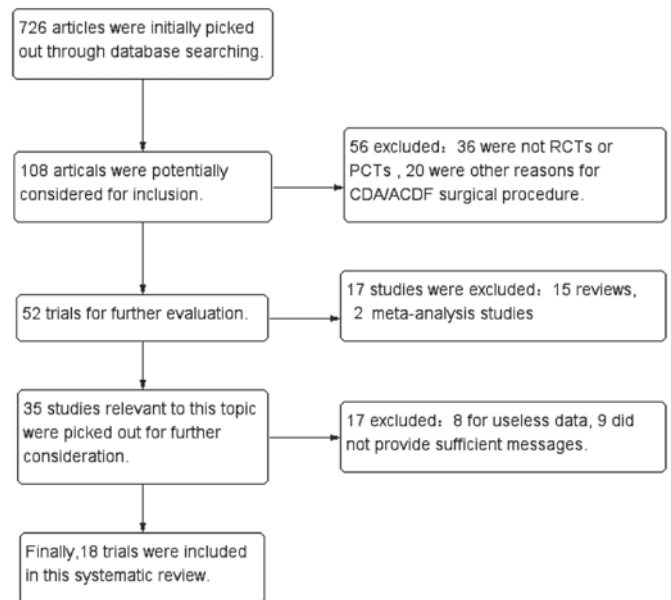 726 articles were initially picked
out through database searching.
108 articals were potentially
considered for inclusion.
56 excluded：36 were not RCTs or
PCTs , 20 were other reasons for
CDA/ACDF surgical procedure.
52 trials for further evaluation.
17 studies were excluded：15 reviews,
2 meta-analysis studies
35 studies relevant to this topic
were picked out for further
consideration.
17 excluded：8 for useless data, 9 did
not provide sufficient messages.
Finally,18 trials were included
in this systematic review.